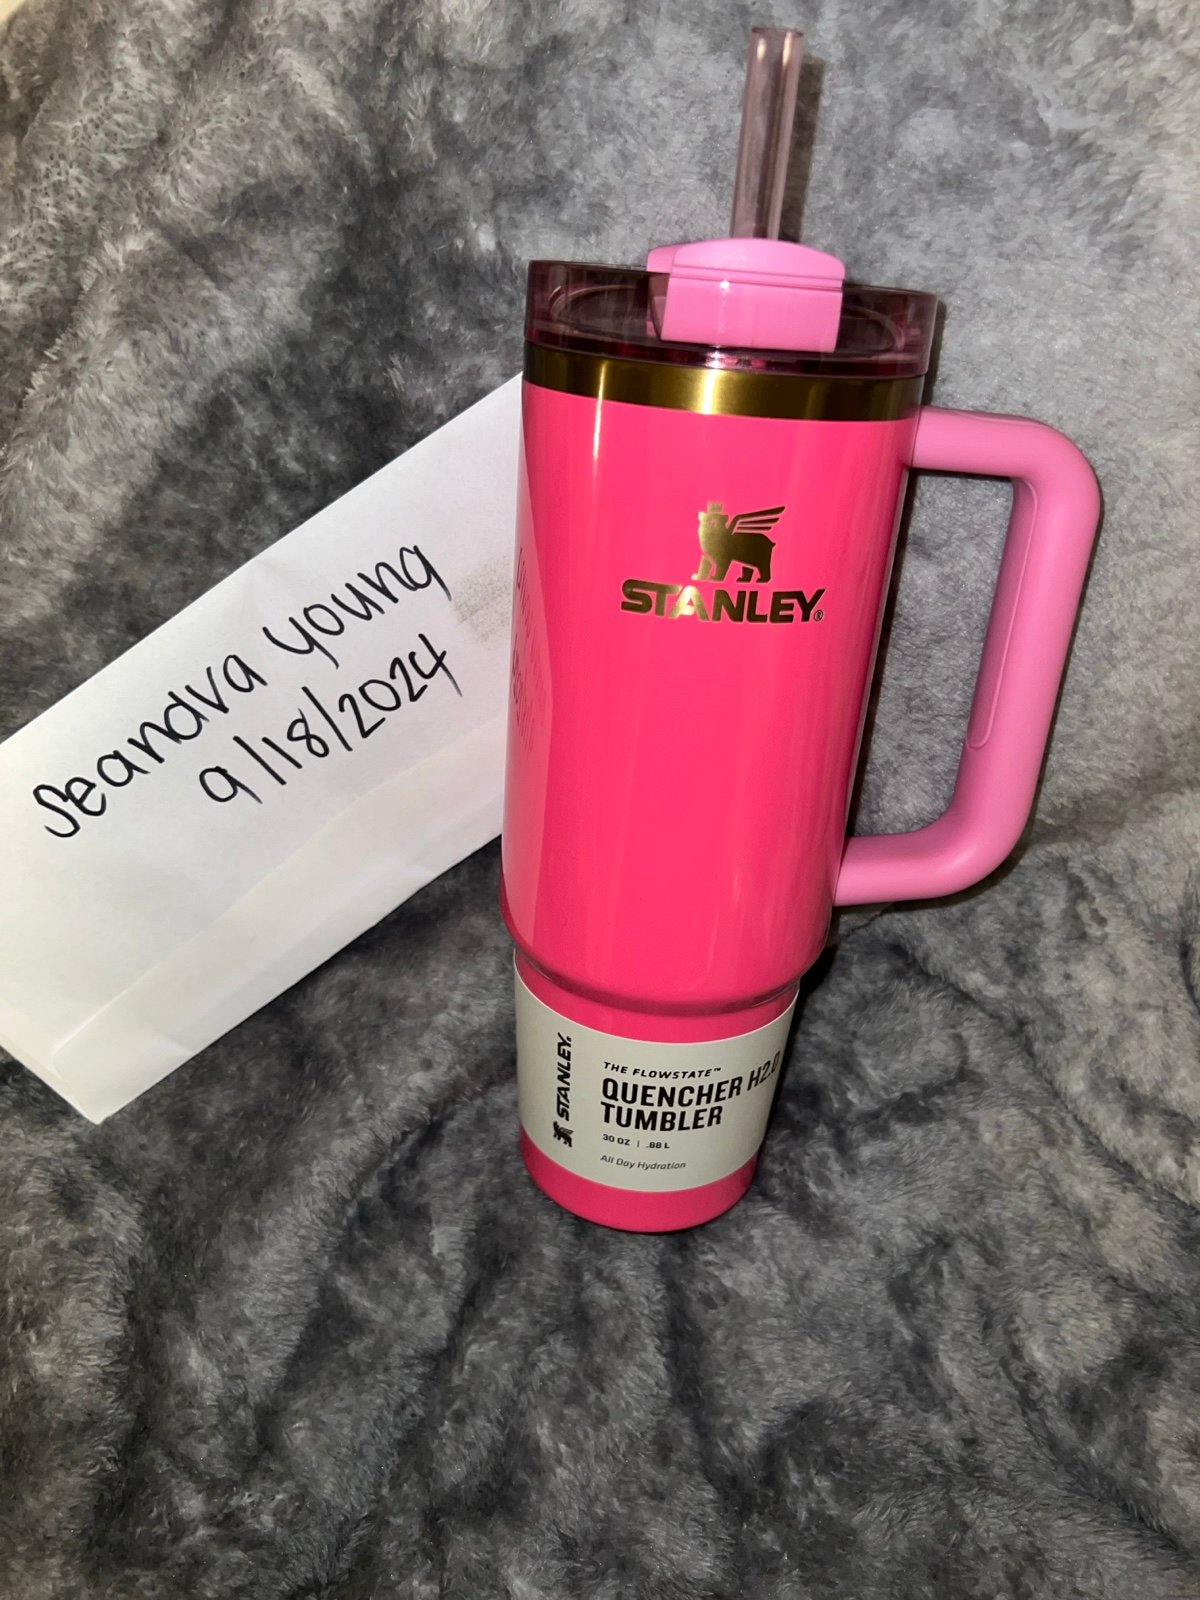 Seandva Young
9/18/2024
STANLEY®
STANLEY®
THE FLOWSTATE™
QUENCHER H2.0
TUMBLER
30 OZ | .88 L
All Day Hydration